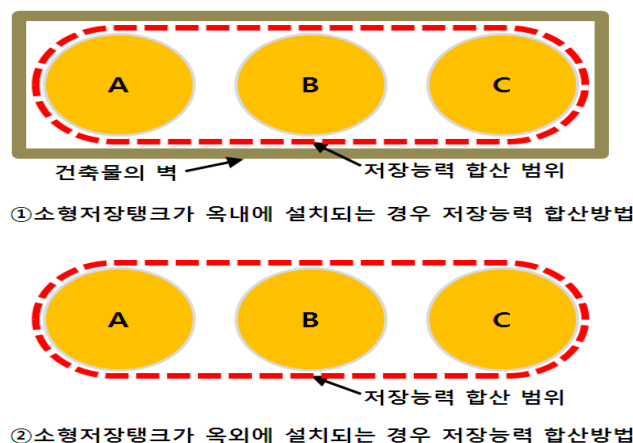 A B C
건축물의 벽 저장능력 합산 범위
①소형저장탱크가 옥내에 설치되는 경우 저장능력 합산방법
A B C
저장능력 합산 범위
②소형저장탱크가 옥외에 설치되는 경우 저장능력 합산방법